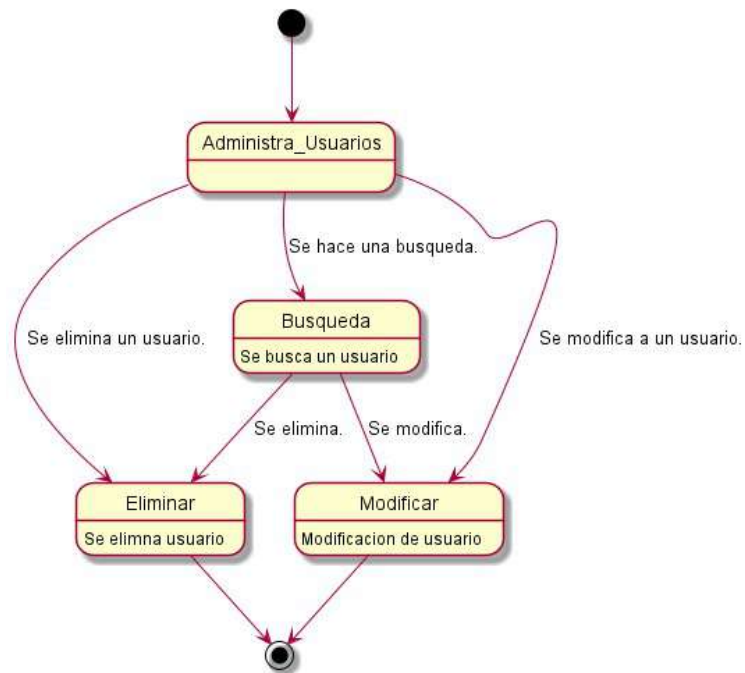 Administra_Usuarios
Se hace una busqueda.
Se elimina un usuario.
Busqueda
Se busca un usuario
Se modifica a un usuario.
Se elimina.
Se modifica.
Eliminar
Se elimna usuario
Modificar
Modificacion de usuario